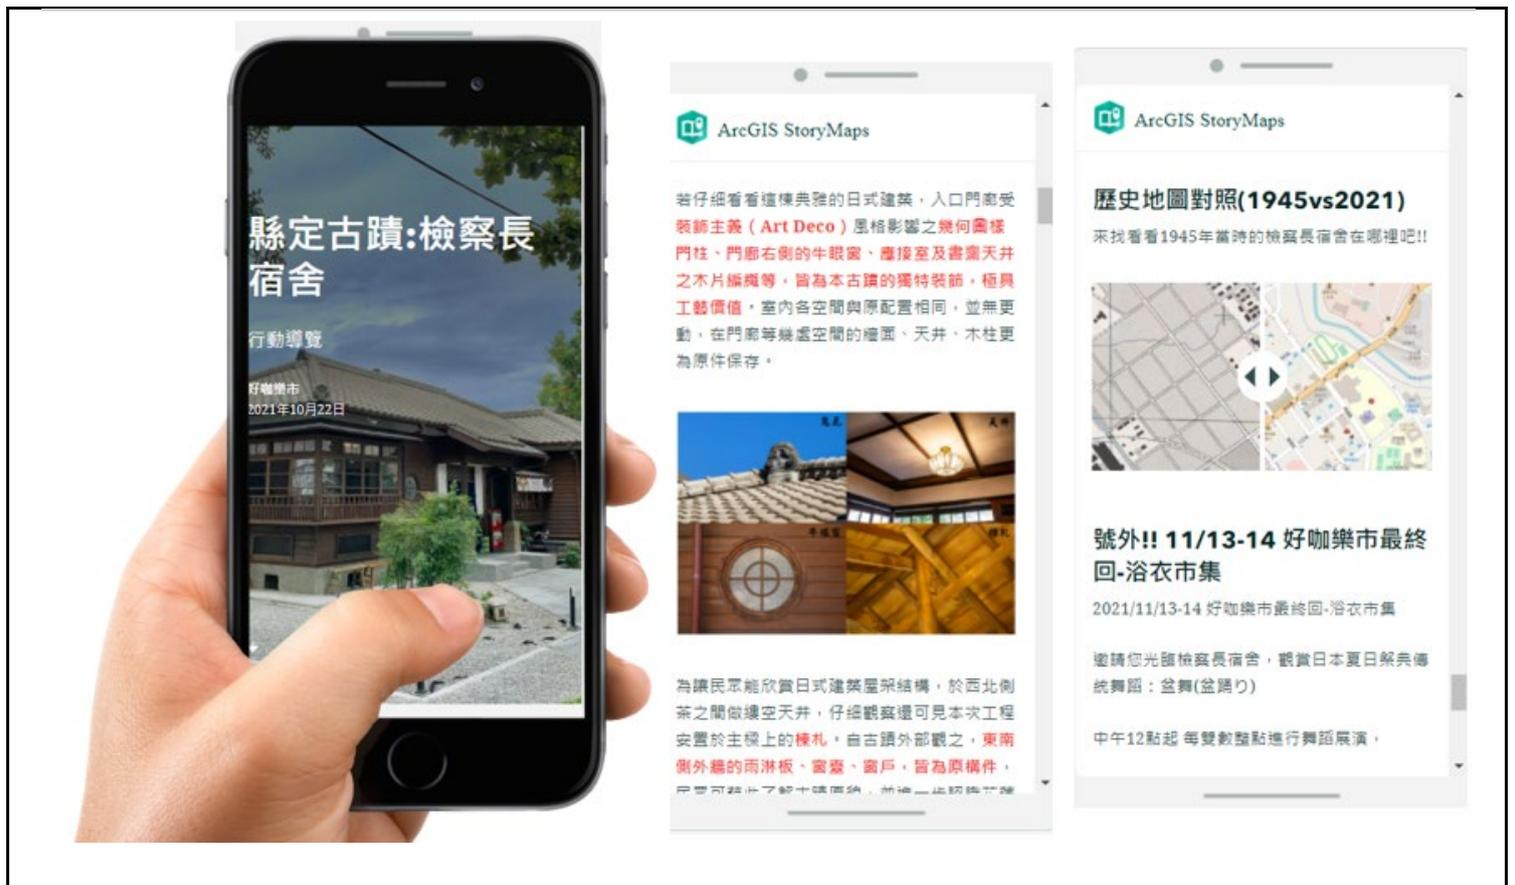 縣定古蹟:檢察長
宿舍
行動導覽
好咖樂市
2021年10月22日
ArcGIS StoryMaps
若仔細看看這棟典雅的日式建築，入口門廊受
裝飾主義（Art Deco）風格影響之幾何圖樣
門柱、門廊右側的牛眼窗、應接室及書齋天井
之木片編織等，皆為本古蹟的獨特裝飾，極具
工藝價值。室內各空間與原配置相同，並無更
動，在門廊等幾處空間的牆面、天井、木柱更
為原件保存。
鬼瓦
天井
牛眼窗
棟札
為讓民眾能欣賞日式建築屋架結構，於西北側
茶之間做縷空天井，仔細觀察還可見本次工程
安置於主樑上的棟札。自古蹟外部觀之，東南
側外牆的雨淋板、窗臺、窗戶，皆為原構件，
ArcGIS StoryMaps
歷史地圖對照(1945vs2021)
來找看看1945年當時的檢察長宿舍在哪裡吧!!
號外!! 11/13-14 好咖樂市最終
回-浴衣市集
2021/11/13-14 好咖樂市最終回-浴衣市集
邀請您光臨檢察長宿舍，觀賞日本夏日祭典傳
統舞蹈：盆舞(盆踊り)
中午12點起 每雙數整點進行舞蹈展演，